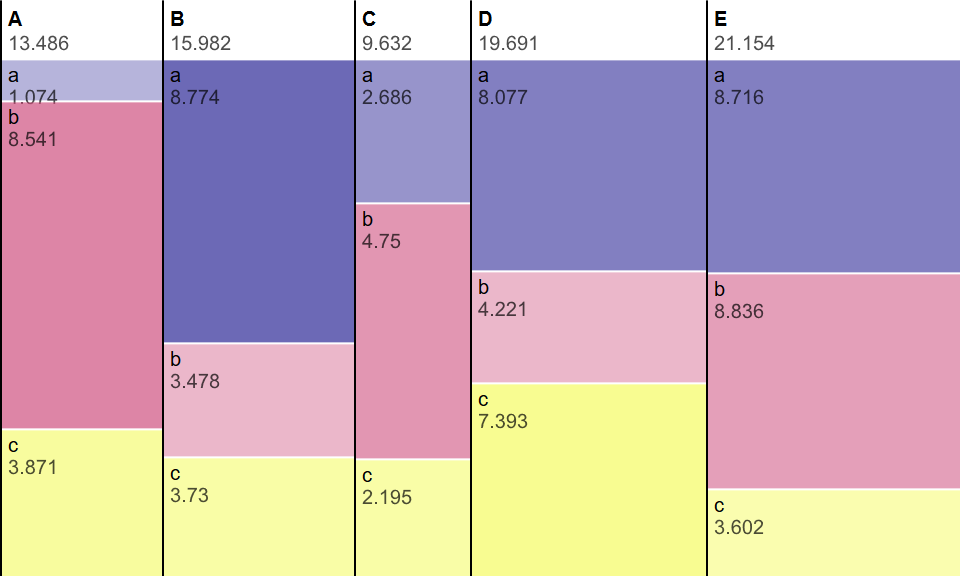 A
13.486
a
1.074
b
8.541
c
3.871
B
15.982
a
8.774
b
3.478
c
3.73
C
9.632
a
2.686
b
4.75
c
2.195
D
19.691
a
8.077
b
4.221
c
7.393
E
21.154
a
8.716
b
8.836
c
3.602